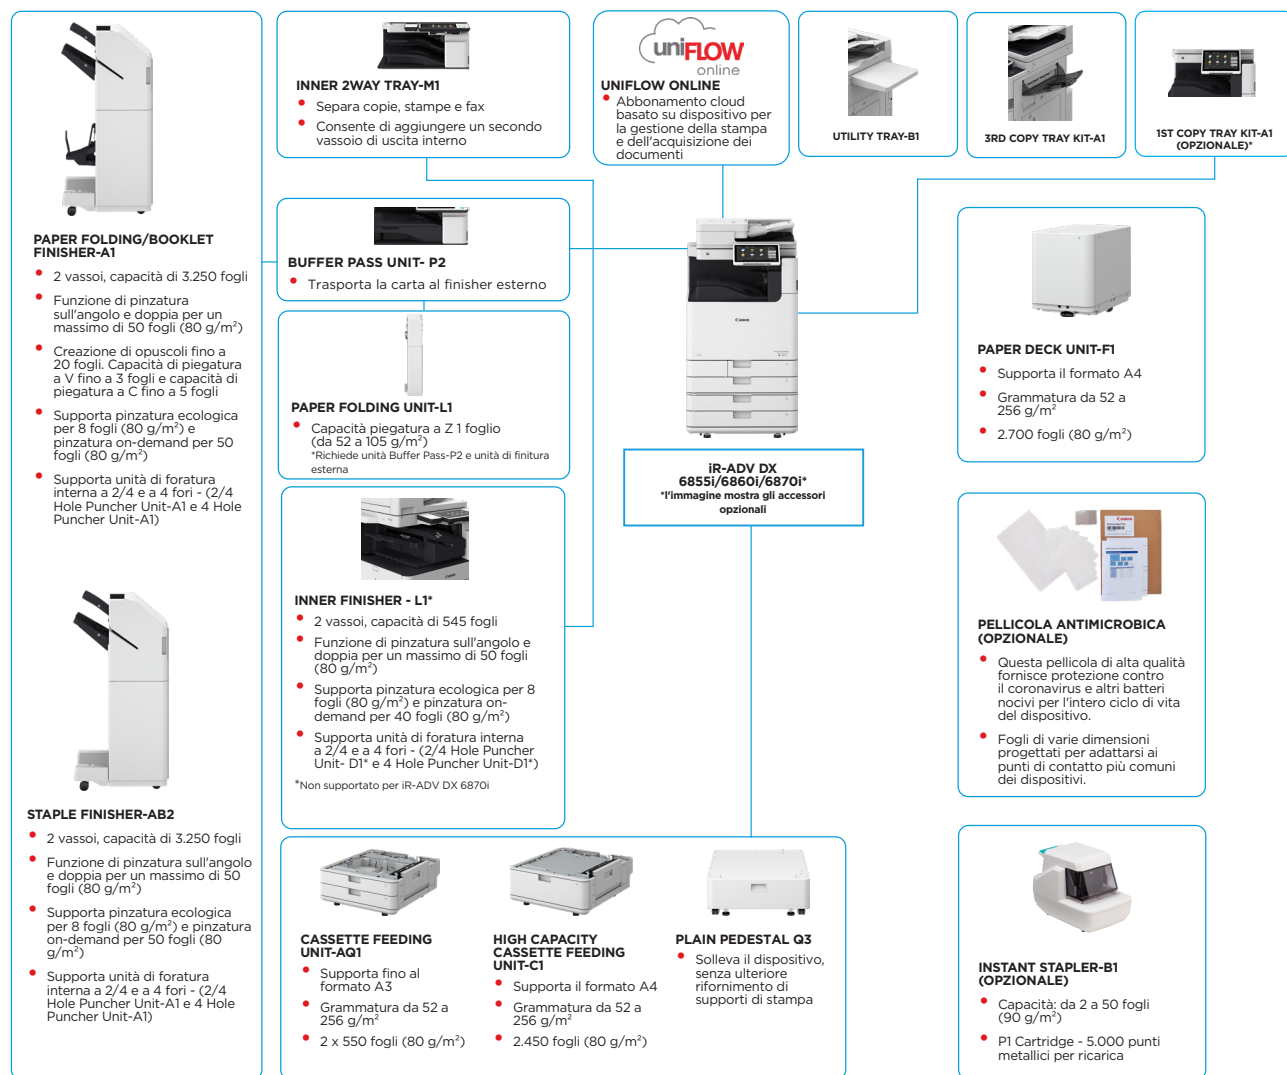 PAPER FOLDING/BOOKLET
FINISHER-A1
2 vassoi, capacità di 3.250 fogli
Funzione di pinzatura
sull'angolo e doppia per un
massimo di 50 fogli (80 g/m²)
Creazione di opuscoli fino a
20 fogli. Capacità di piegatura
a V fino a 3 fogli e capacità di
piegatura a C fino a 5 fogli
Supporta pinzatura ecologica
per 8 fogli (80 g/m²) e
pinzatura on-demand per 50
fogli (80 g/m²)
Supporta unità di foratura
interna a 2/4 e a 4 fori - (2/4
Hole Puncher Unit-A1 e 4 Hole
Puncher Unit-A1)
STAPLE FINISHER-AB2
2 vassoi, capacità di 3.250 fogli
Funzione di pinzatura sull'angolo
e doppia per un massimo di 50
fogli (80 g/m²)
Supporta pinzatura ecologica
per 8 fogli (80 g/m²) e pinzatura
on-demand per 50 fogli (80
g/m²)
Supporta unità di foratura
interna a 2/4 e a 4 fori - (2/4
Hole Puncher Unit-A1 e 4 Hole
Puncher Unit-A1)
INNER 2WAY TRAY-M1
Separa copie, stampe e fax
Consente di aggiungere un secondo
vassoio di uscita interno
BUFFER PASS UNIT- P2
Trasporta la carta al finisher esterno
PAPER FOLDING UNIT-L1
Capacità piegatura a Z 1 foglio
(da 52 a 105 g/m²)
*Richiede unità Buffer Pass-P2 e unità di finitura
esterna
INNER FINISHER - L1*
2 vassoi, capacità di 545 fogli
Funzione di pinzatura sull'angolo e
doppia per un massimo di 50 fogli
(80 g/m²)
Supporta pinzatura ecologica per 8
fogli (80 g/m²) e pinzatura on-
demand per 40 fogli (80 g/m²)
Supporta unità di foratura interna
a 2/4 e a 4 fori - (2/4 Hole Puncher
Unit- D1* e 4 Hole Puncher Unit-D1*)
*Non supportato per iR-ADV DX 6870i
uniFLOW
online
UNIFLOW ONLINE
Abbonamento cloud
basato su dispositivo per
la gestione della stampa
e dell'acquisizione dei
documenti
UTILITY TRAY-B1
3RD COPY TRAY KIT-A1
1ST COPY TRAY KIT-A1
(OPZIONALE)*
Canon
iR-ADV DX
6855i/6860i/6870i*
*l'immagine mostra gli accessori
opzionali
CASSETTE FEEDING
UNIT-AQ1
Supporta fino al
formato A3
Grammatura da 52 a
256 g/m²
2 x 550 fogli (80 g/m²)
HIGH CAPACITY
CASSETTE FEEDING
UNIT-C1
Supporta il formato A4
Grammatura da 52 a
256 g/m²
2.450 fogli (80 g/m²)
PLAIN PEDESTAL Q3
Solleva il dispositivo,
senza ulteriore
rifornimento di
supporti di stampa
PAPER DECK UNIT-F1
Supporta il formato A4
Grammatura da 52 a
256 g/m²
2.700 fogli (80 g/m²)
Canon
PELLICOLA ANTIMICROBICA
(OPZIONALE)
Questa pellicola di alta qualità
fornisce protezione contro
il coronavirus e altri batteri
nocivi per l'intero ciclo di vita
del dispositivo.
Fogli di varie dimensioni
progettati per adattarsi ai
punti di contatto più comuni
dei dispositivi.
INSTANT STAPLER-B1
(OPZIONALE)
Capacità: da 2 a 50 fogli
(90 g/m²)
P1 Cartridge - 5.000 punti
metallici per ricarica